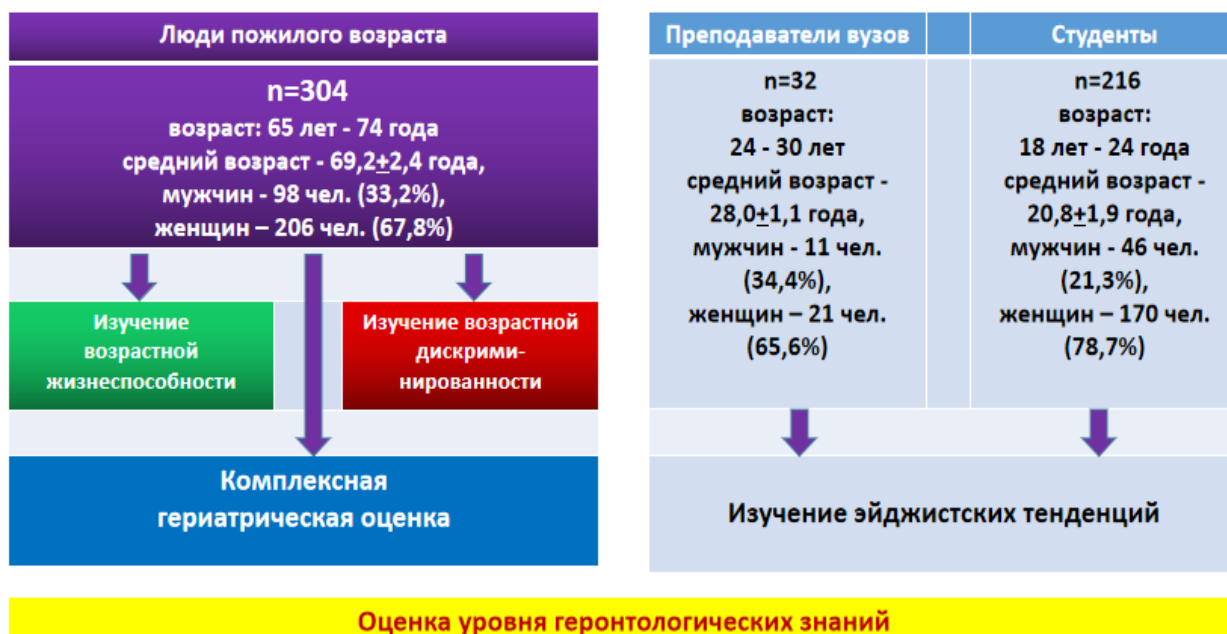 Люди пожилого возраста
n=304
возраст: 65 лет - 74 года
средний возраст - 69,2±2,4 года,
мужчин - 98 чел. (33,2%),
женщин – 206 чел. (67,8%)
Изучение
возрастной
жизнеспособности
Изучение возрастной
дискрими-
нированности
Комплексная
гериатрическая оценка
Преподаватели вузов
n=32
возраст:
24 - 30 лет
средний возраст -
28,0±1,1 года,
мужчин - 11 чел.
(34,4%),
женщин – 21 чел.
(65,6%)
Студенты
n=216
возраст:
18 лет - 24 года
средний возраст -
20,8±1,9 года,
мужчин - 46 чел.
(21,3%),
женщин – 170 чел.
(78,7%)
Изучение эйджистских тенденций
Оценка уровня геронтологических знаний